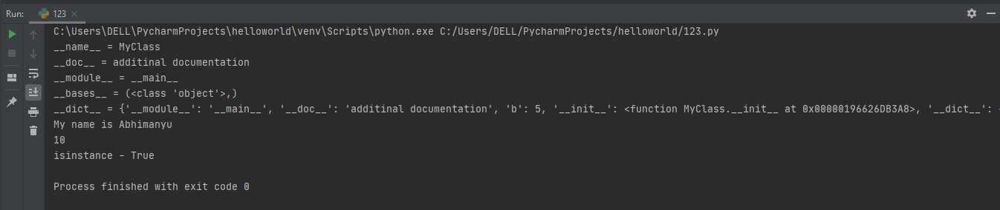 Run: 123
C:\Users\DELL\PycharmProjects\helloworld\venv\Scripts\python.exe C:/Users/DELL/PycharmProjects/helloworld/123.py
__name__ = MyClass
__doc__ = additinal documentation
__module__ = __main__
__bases__ = (<class 'object'>,)
__dict__ = {'__module__': '__main__', '__doc__': 'additinal documentation', 'b': 5, '__init__': <function MyClass.__init__ at 0x00000196626DB3A8>, '__dict__': <
My name is Abhimanyu
10
isinstance - True
Process finished with exit code 0